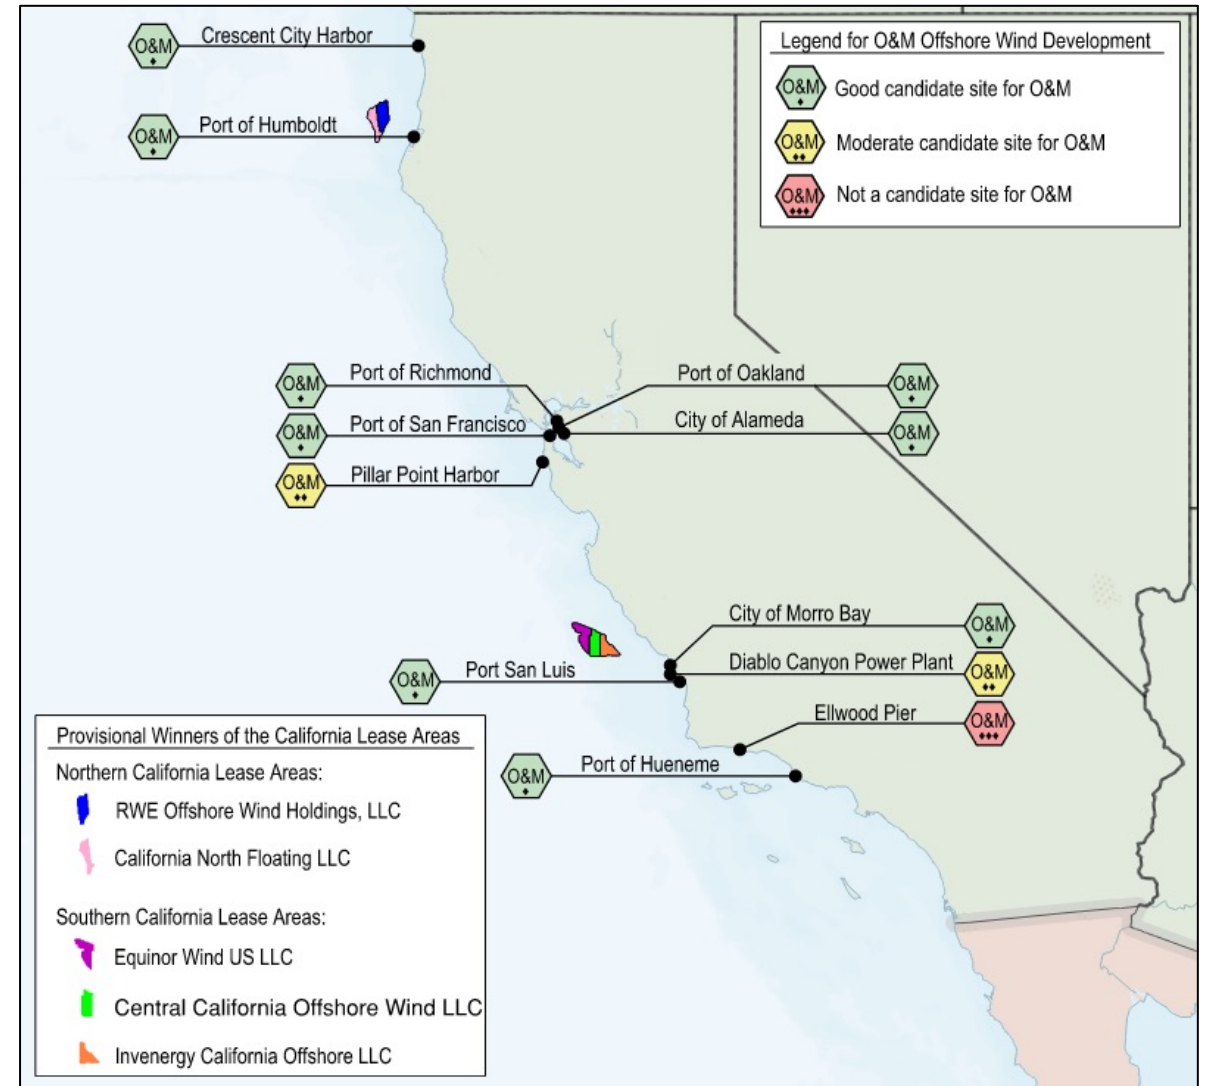 Crescent City Harbor
O&M
Port of Humboldt
O&M
Legend for O&M Offshore Wind Development
O&M
Good candidate site for O&M
O&M
Moderate candidate site for O&M
O&M
Not a candidate site for O&M
Port of Richmond
O&M
Port of Oakland
O&M
Port of San Francisco
O&M
City of Alameda
O&M
Pillar Point Harbor
O&M
City of Morro Bay
O&M
Diablo Canyon Power Plant
O&M
Port San Luis
O&M
Ellwood Pier
O&M
Port of Hueneme
O&M
Provisional Winners of the California Lease Areas
Northern California Lease Areas:
RWE Offshore Wind Holdings, LLC
California North Floating LLC
Southern California Lease Areas:
Equinor Wind US LLC
Central California Offshore Wind LLC
Invenergy California Offshore LLC